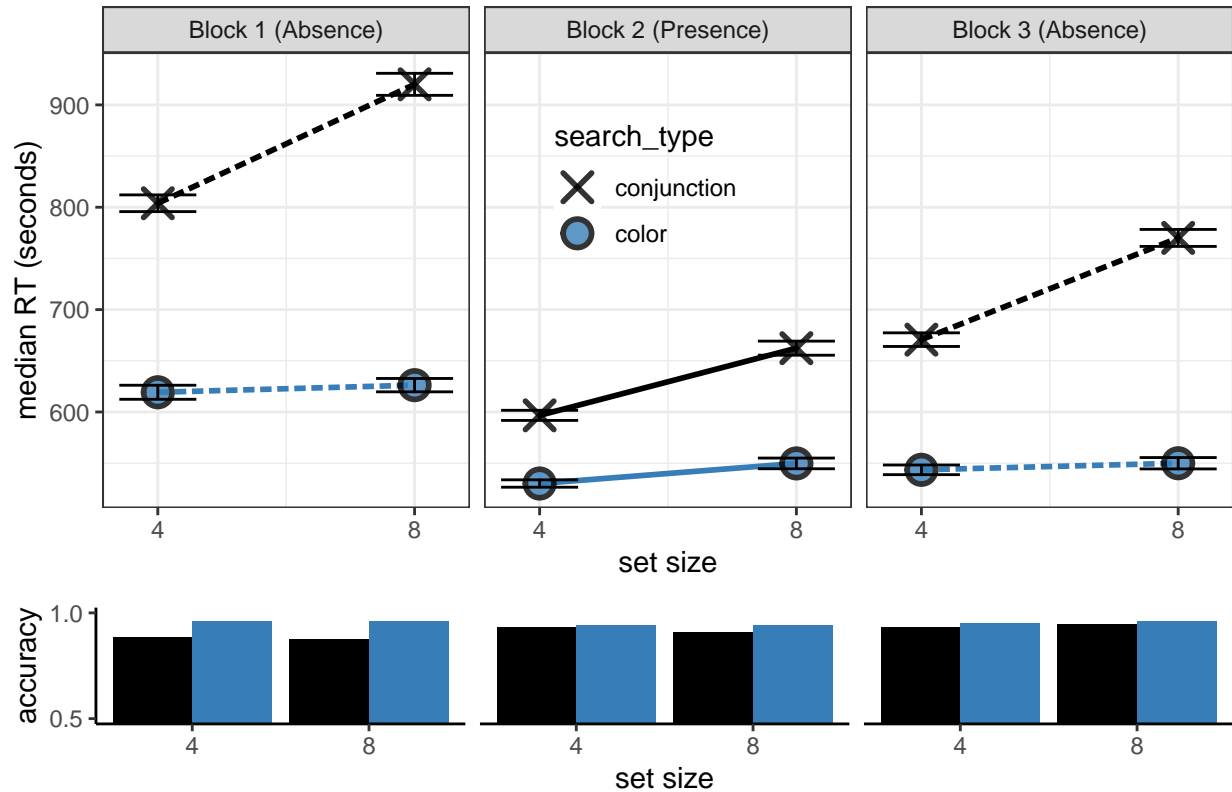 Block 1 (Absence)
Block 2 (Presence)
Block 3 (Absence)
median RT (seconds)
900
800
700
600
search_type
conjunction
color
4
8
4
8
4
8
set size
accuracy
1.0
0.5
4
8
4
8
4
8
set size